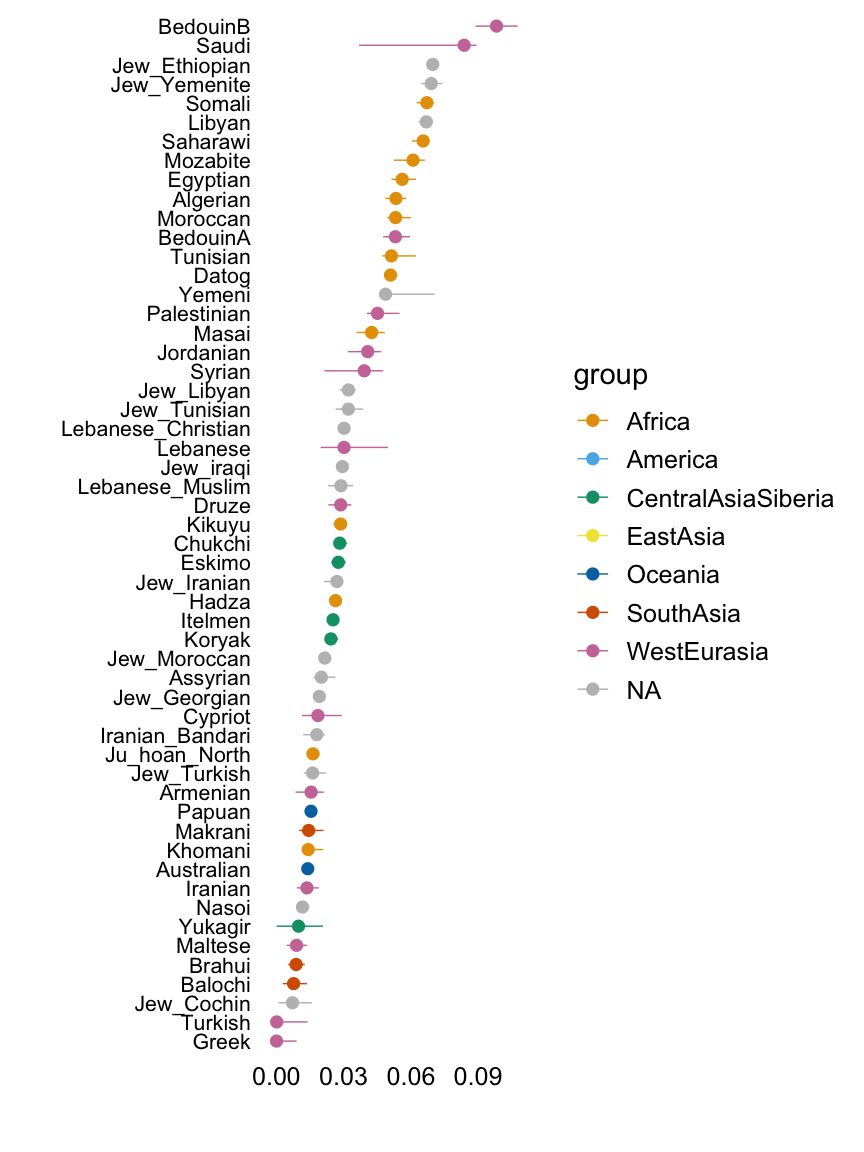 BedouinB
Saudi
Jew_Ethiopian
Jew_Yemenite
Somali
Libyan
Saharawi
Mozabite
Egyptian
Algerian
Moroccan
BedouinA
Tunisian
Datog
Yemeni
Palestinian
Masai
Jordanian
Syrian
Jew_Libyan
Jew_Tunisian
Lebanese_Christian
Lebanese
Jew_iraqi
Lebanese_Muslim
Druze
Kikuyu
Chukchi
Eskimo
Jew_Iranian
Hadza
Itelmen
Koryak
Jew_Moroccan
Assyrian
Jew_Georgian
Cypriot
Iranian_Bandari
Ju_hoan_North
Jew_Turkish
Armenian
Papuan
Makrani
Khomani
Australian
Iranian
Nasoi
Yukagir
Maltese
Brahui
Balochi
Jew_Cochin
Turkish
Greek
0.00 0.03 0.06 0.09
group
Africa
America
CentralAsiaSiberia
EastAsia
Oceania
SouthAsia
WestEurasia
NA